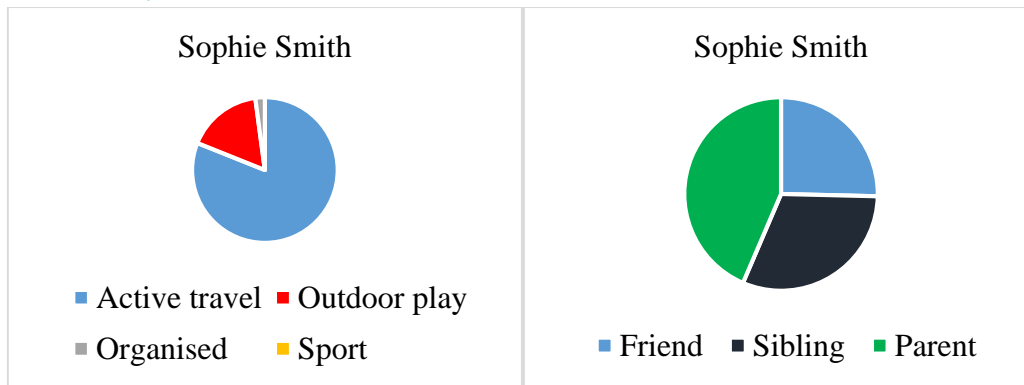 Sophie Smith
Active travel Outdoor play
Organised Sport
Sophie Smith
Friend Sibling Parent